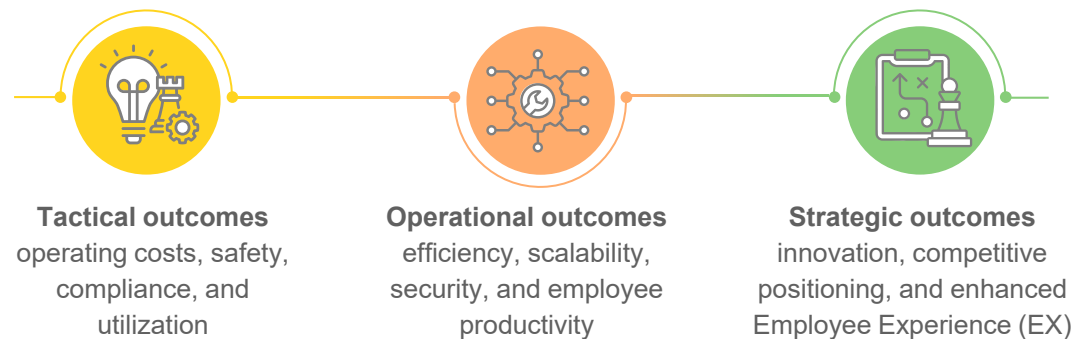 Tactical outcomes
operating costs, safety,
compliance, and
utilization
Operational outcomes
efficiency, scalability,
security, and employee
productivity
Strategic outcomes
innovation, competitive
positioning, and enhanced
Employee Experience (EX)